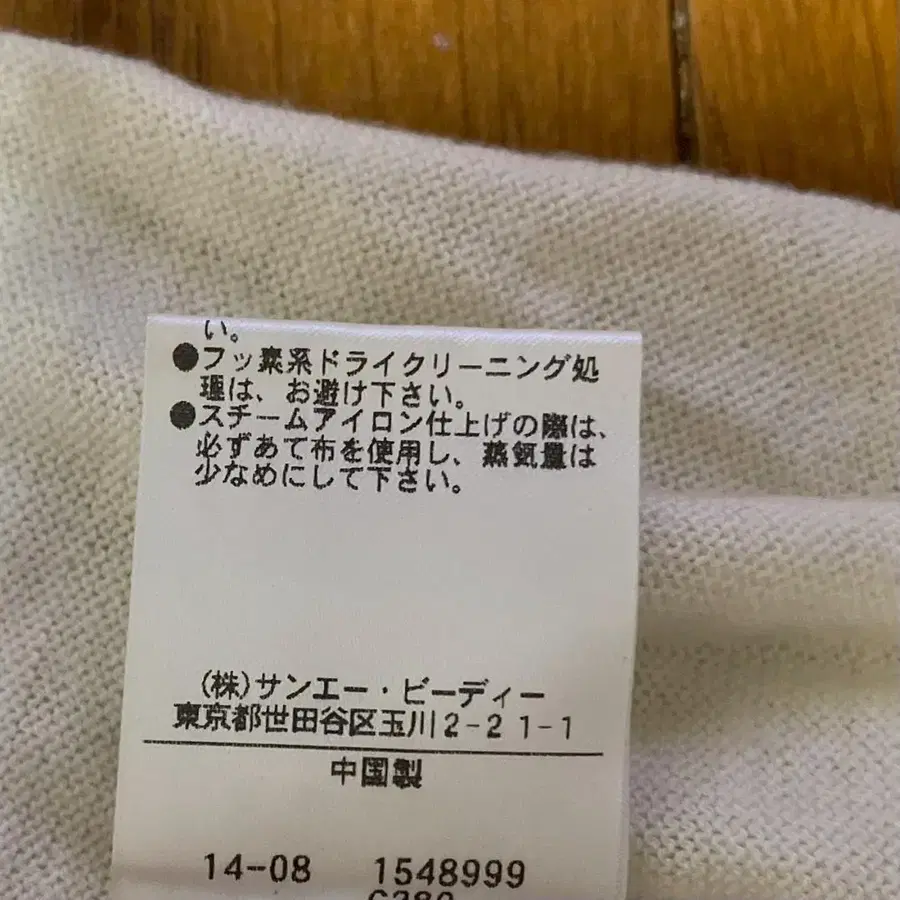 い。
●フッ素系ドライクリーニング処
理は、お避け下さい。
●スチームアイロン仕上げの際は、
必ずあて布を使用し、蒸気量は
少なめにして下さい。
(株)サンエー・ビーディー
東京都世田谷区玉川2-21-1
中国製
14-08 1548999